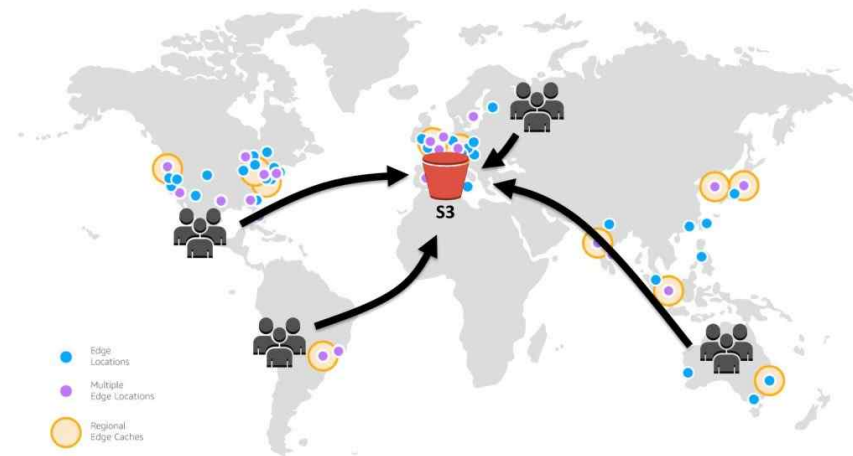 S3
Edge
Locations
Multiple
Edge Locations
Regional
Edge Caches